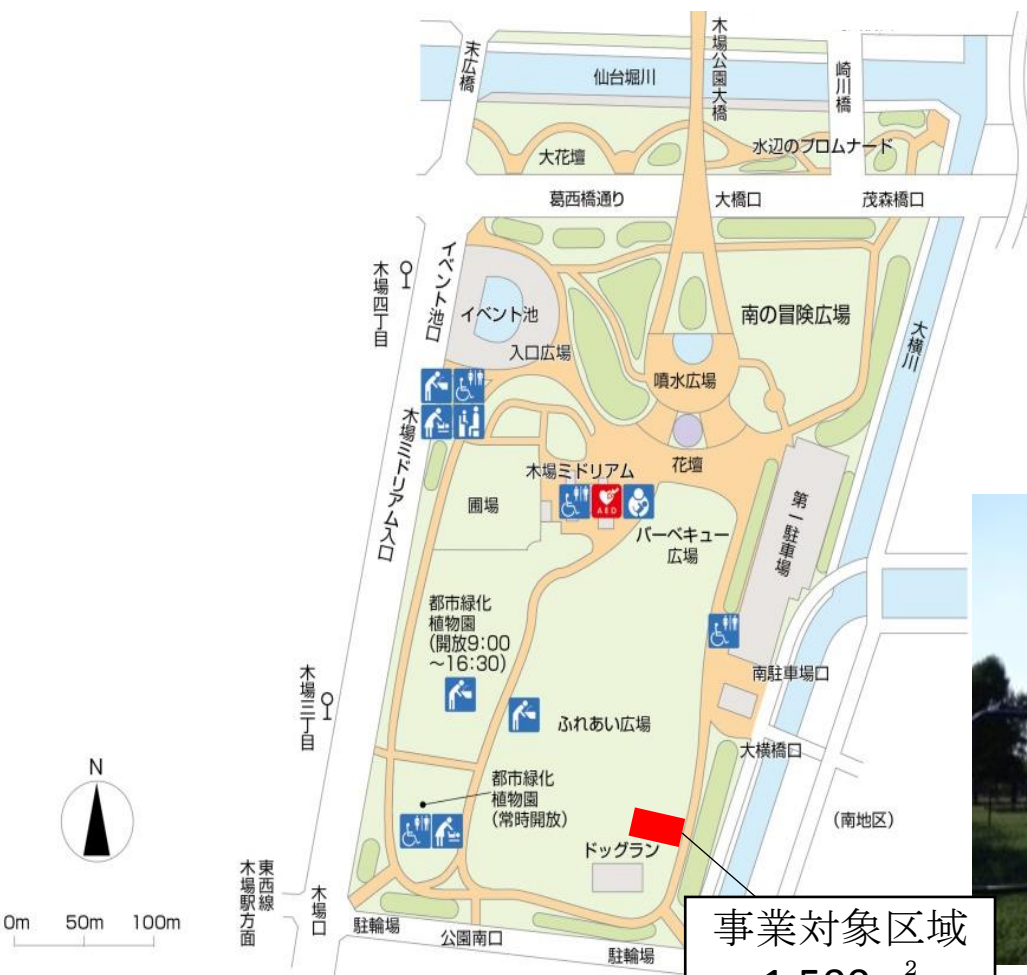 木場公園大橋
末広橋
仙台堀川
崎川橋
水辺のプロムナード
大花壇
葛西橋通り
大橋口
茂森橋口
イベント池口
木場四丁目
イベント池
南の冒険広場
大横川
入口広場
噴水広場
木場ミドリアム入口
花壇
木場ミドリアム
AED
圃場
バーベキュー
広場
第一駐車場
都市緑化
植物園
(開放9:00
~16:30)
南駐車場口
木場三丁目
ふれあい広場
大横橋口
N
都市緑化
植物園
(常時開放)
(南地区)
ドッグラン
東西線
木場駅方面
木場口
0m 50m 100m
駐輪場
公園南口
駐輪場
事業対象区域